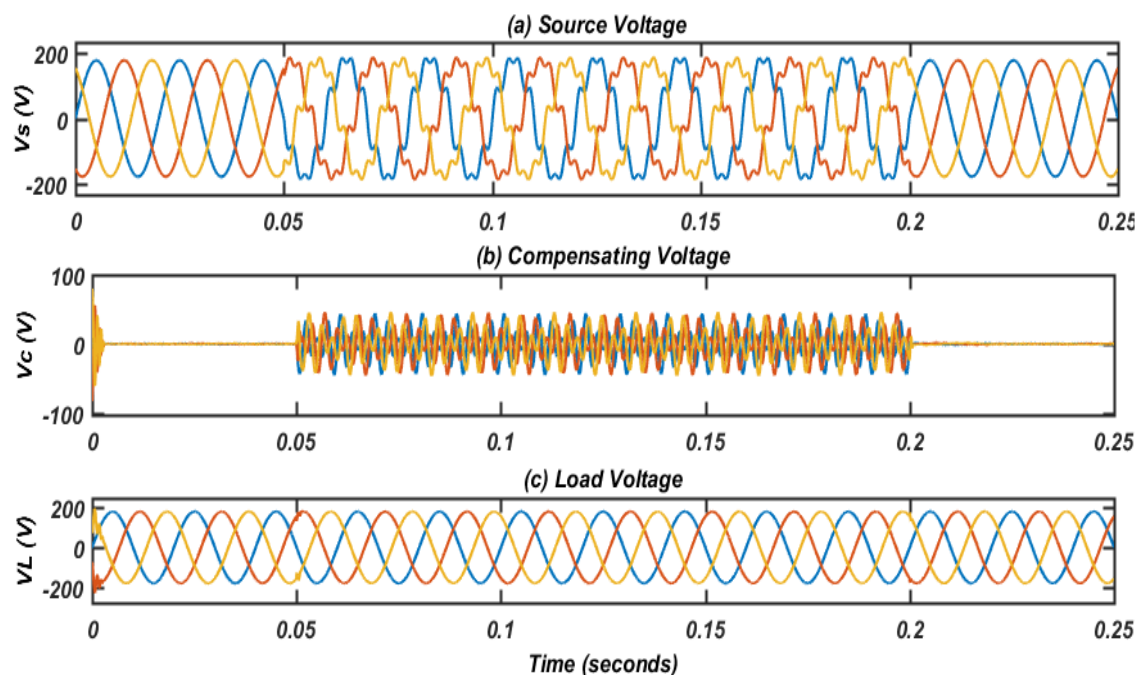 (a) Source Voltage
Vs (V)
200
0
-200
0 0.05 0.1 0.15 0.2 0.25
(b) Compensating Voltage
Vc (V)
100
0
-100
0 0.05 0.1 0.15 0.2 0.25
(c) Load Voltage
VL (V)
200
0
-200
0 0.05 0.1 0.15 0.2 0.25
Time (seconds)